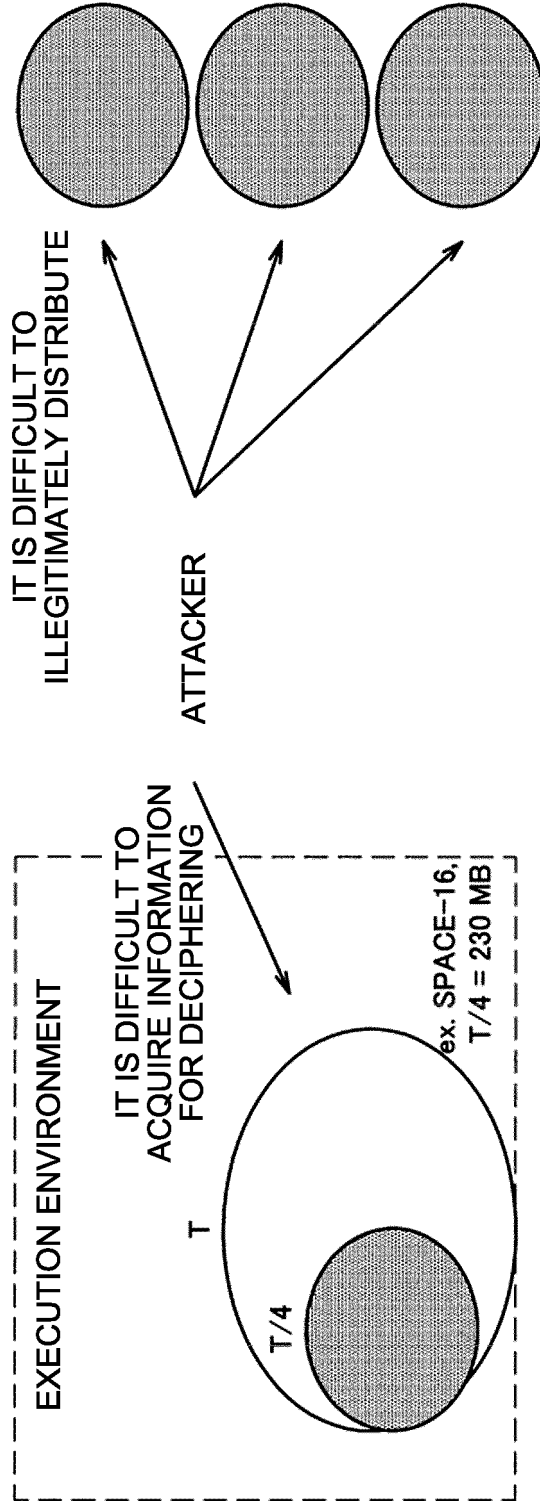 EXECUTION ENVIRONMENT
IT IS DIFFICULT TO
ACQUIRE INFORMATION
FOR DECIPHERING
T
T/4
ex. SPACE-16,
T/4 = 230 MB
ATTACKER
IT IS DIFFICULT TO
ILLEGITIMATELY DISTRIBUTE